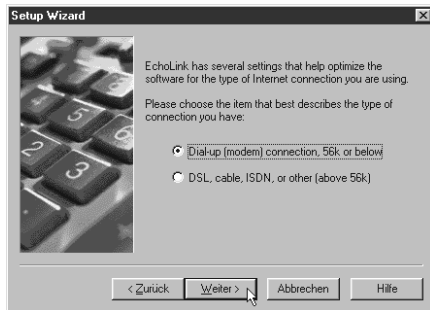 Setup Wizard
EchoLink has several settings that help optimize the
software for the type of Internet connection you are using.
Please choose the item that best describes the type of
connection you have:
Dial-up (modem) connection, 56k or below
DSL, cable, ISDN, or other (above 56k)
< Zurück Weiter > Abbrechen Hilfe